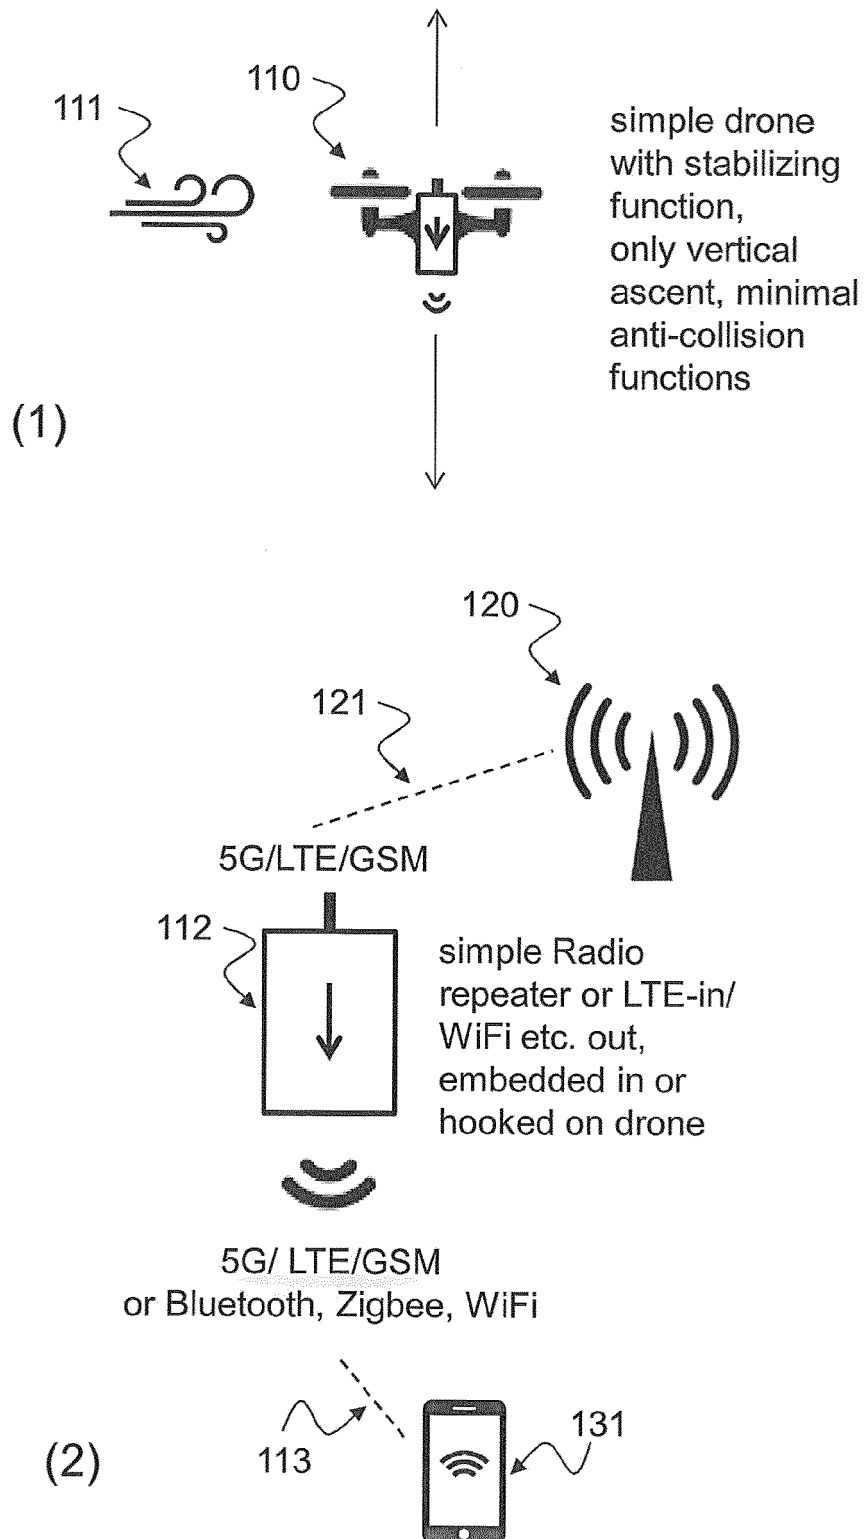 111
110
simple drone
with stabilizing
function,
only vertical
ascent, minimal
anti-collision
functions
(1)
120
121
5G/LTE/GSM
112
simple Radio
repeater or LTE-in/
WiFi etc. out,
embedded in or
hooked on drone
5G/ LTE/GSM
or Bluetooth, Zigbee, WiFi
(2)
113
131